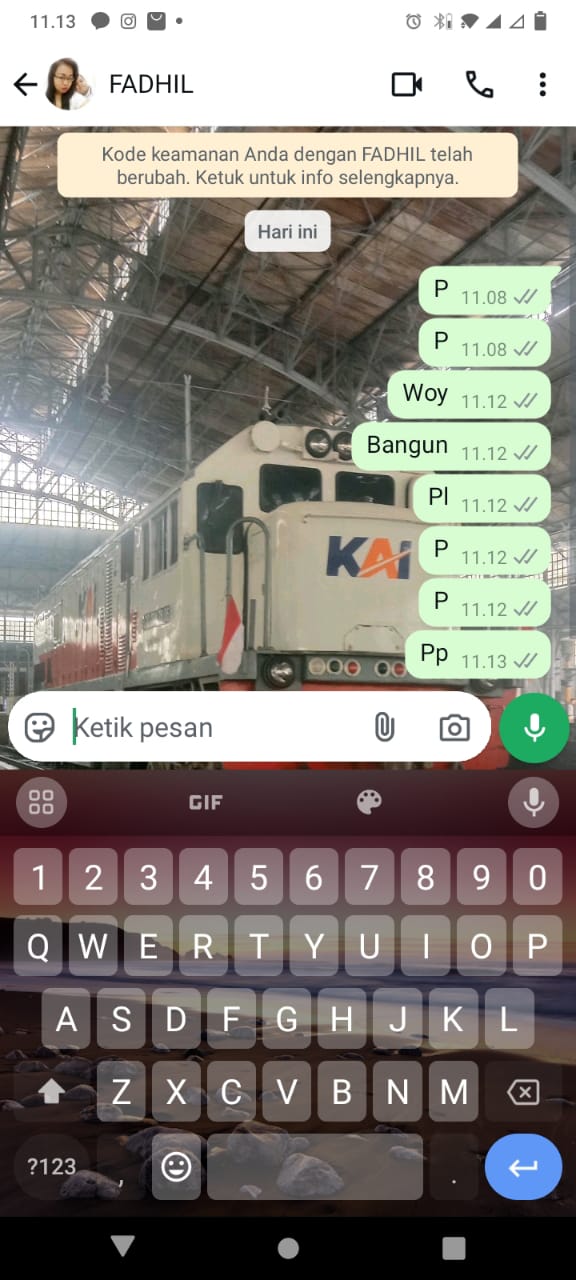 11.13
FADHIL
Kode keamanan Anda dengan FADHIL telah
berubah. Ketuk untuk info selengkapnya.
Hari ini
P 11.08
P 11.08
Woy 11.12
Bangun 11.12
Pl 11.12
P 11.12
P 11.12
Pp 11.13
KAI
Ketik pesan
GIF
1 2 3 4 5 6 7 8 9 0
Q W E R T Y U I O P
A S D F G H J K L
Z X C V B N M
?123 , .